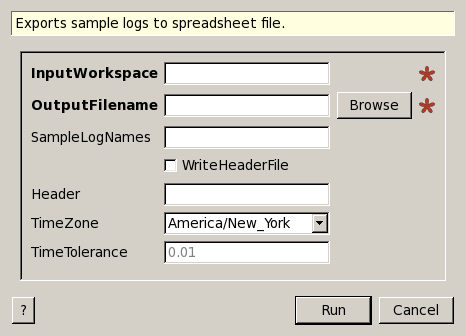 Exports sample logs to spreadsheet file.
InputWorkspace *
OutputFilename Browse *
SampleLogNames
WriteHeaderFile
Header
TimeZone America/New_York
TimeTolerance 0.01
? Run Cancel